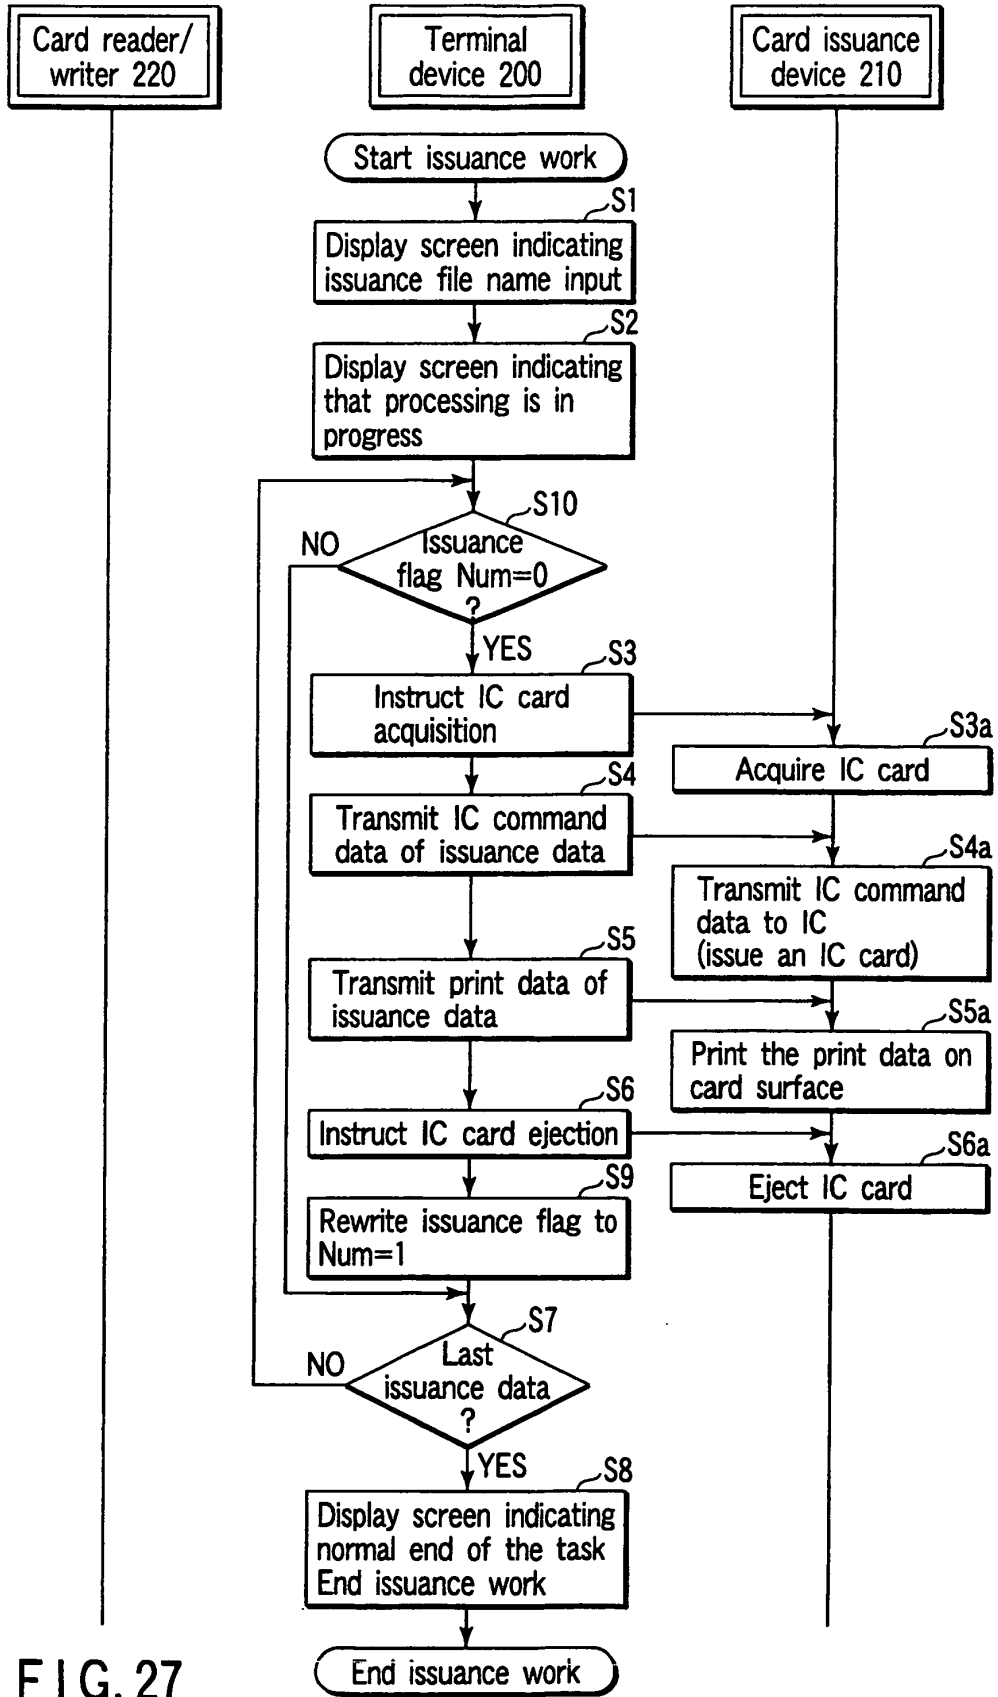 Card reader/
writer 220
Terminal
device 200
Card issuance
device 210
Start issuance work
S1
Display screen indicating
issuance file name input
S2
Display screen indicating
that processing is in
progress
S10
NO
Issuance
flag Num=0
?
YES
S3
Instruct IC card
acquisition
S3a
Acquire IC card
S4
Transmit IC command
data of issuance data
S4a
Transmit IC command
data to IC
(issue an IC card)
S5
Transmit print data of
issuance data
S5a
Print the print data on
card surface
S6
Instruct IC card ejection
S6a
Eject IC card
S9
Rewrite issuance flag to
Num=1
S7
NO
Last
issuance data
?
YES
S8
Display screen indicating
normal end of the task
End issuance work
End issuance work
FIG. 27